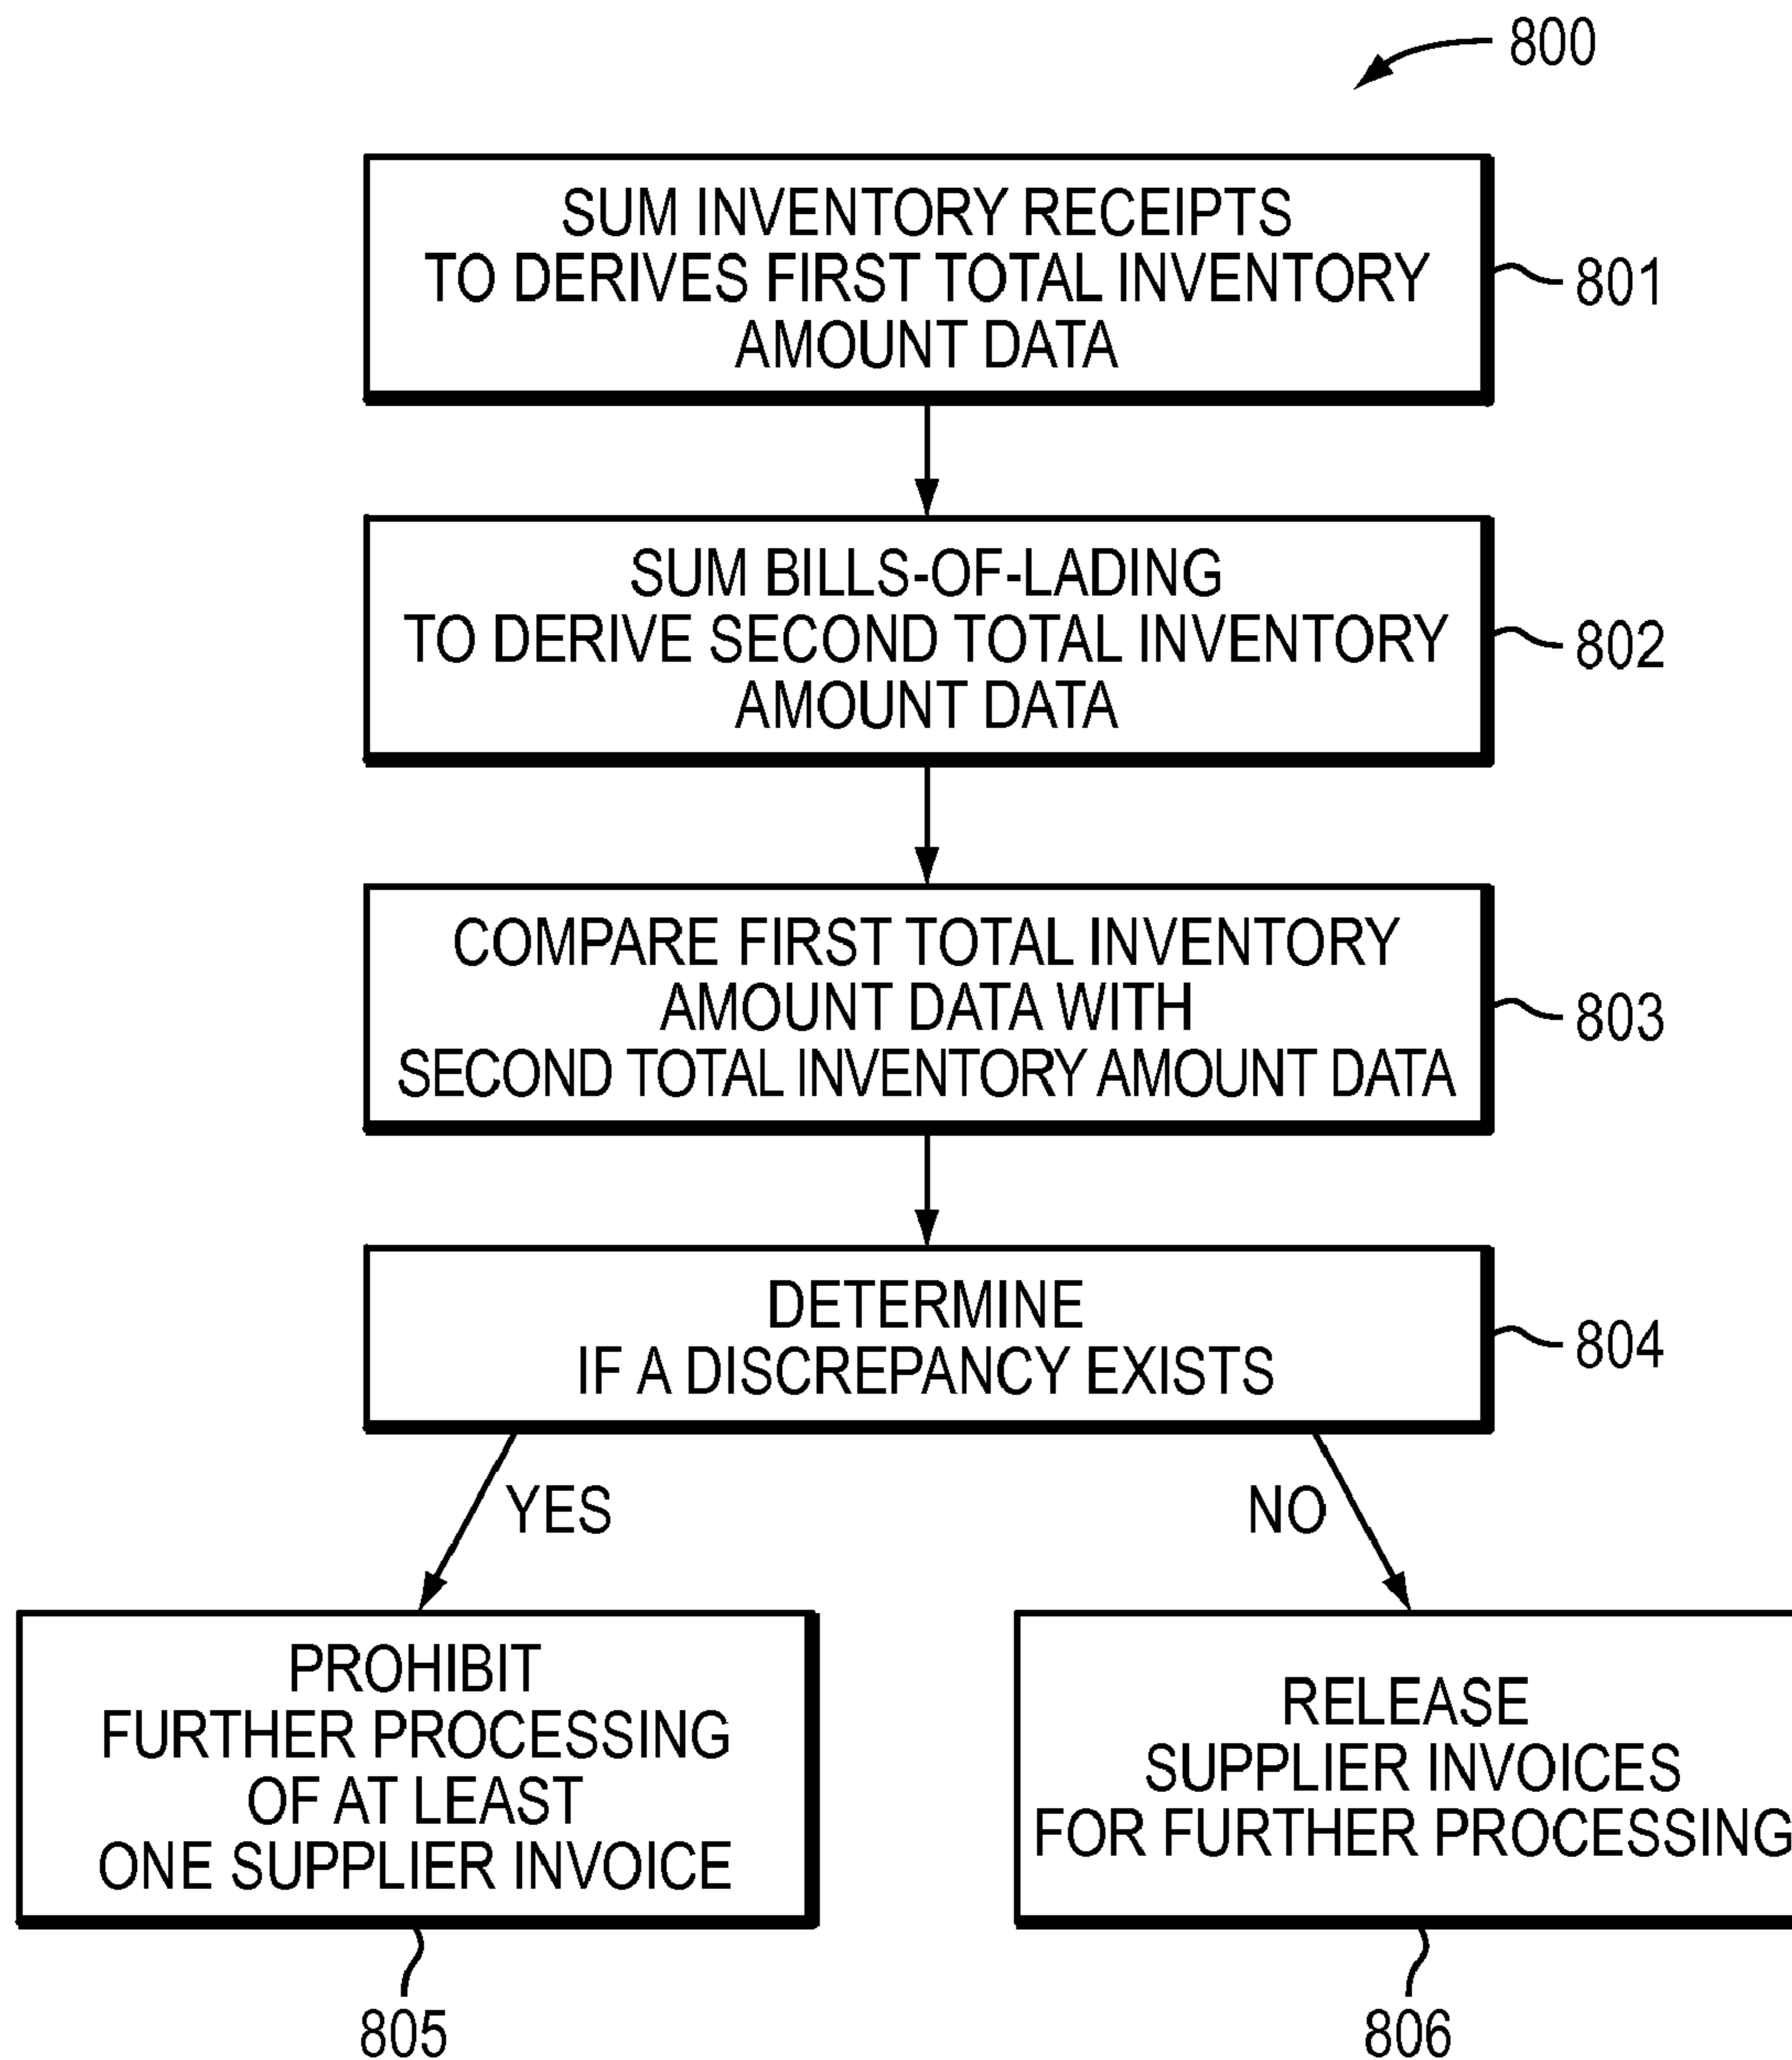 800
SUM INVENTORY RECEIPTS
TO DERIVES FIRST TOTAL INVENTORY
AMOUNT DATA
801
SUM BILLS-OF-LADING
TO DERIVE SECOND TOTAL INVENTORY
AMOUNT DATA
802
COMPARE FIRST TOTAL INVENTORY
AMOUNT DATA WITH
SECOND TOTAL INVENTORY AMOUNT DATA
803
DETERMINE
IF A DISCREPANCY EXISTS
804
YES
NO
PROHIBIT
FURTHER PROCESSING
OF AT LEAST
ONE SUPPLIER INVOICE
805
RELEASE
SUPPLIER INVOICES
FOR FURTHER PROCESSING
806